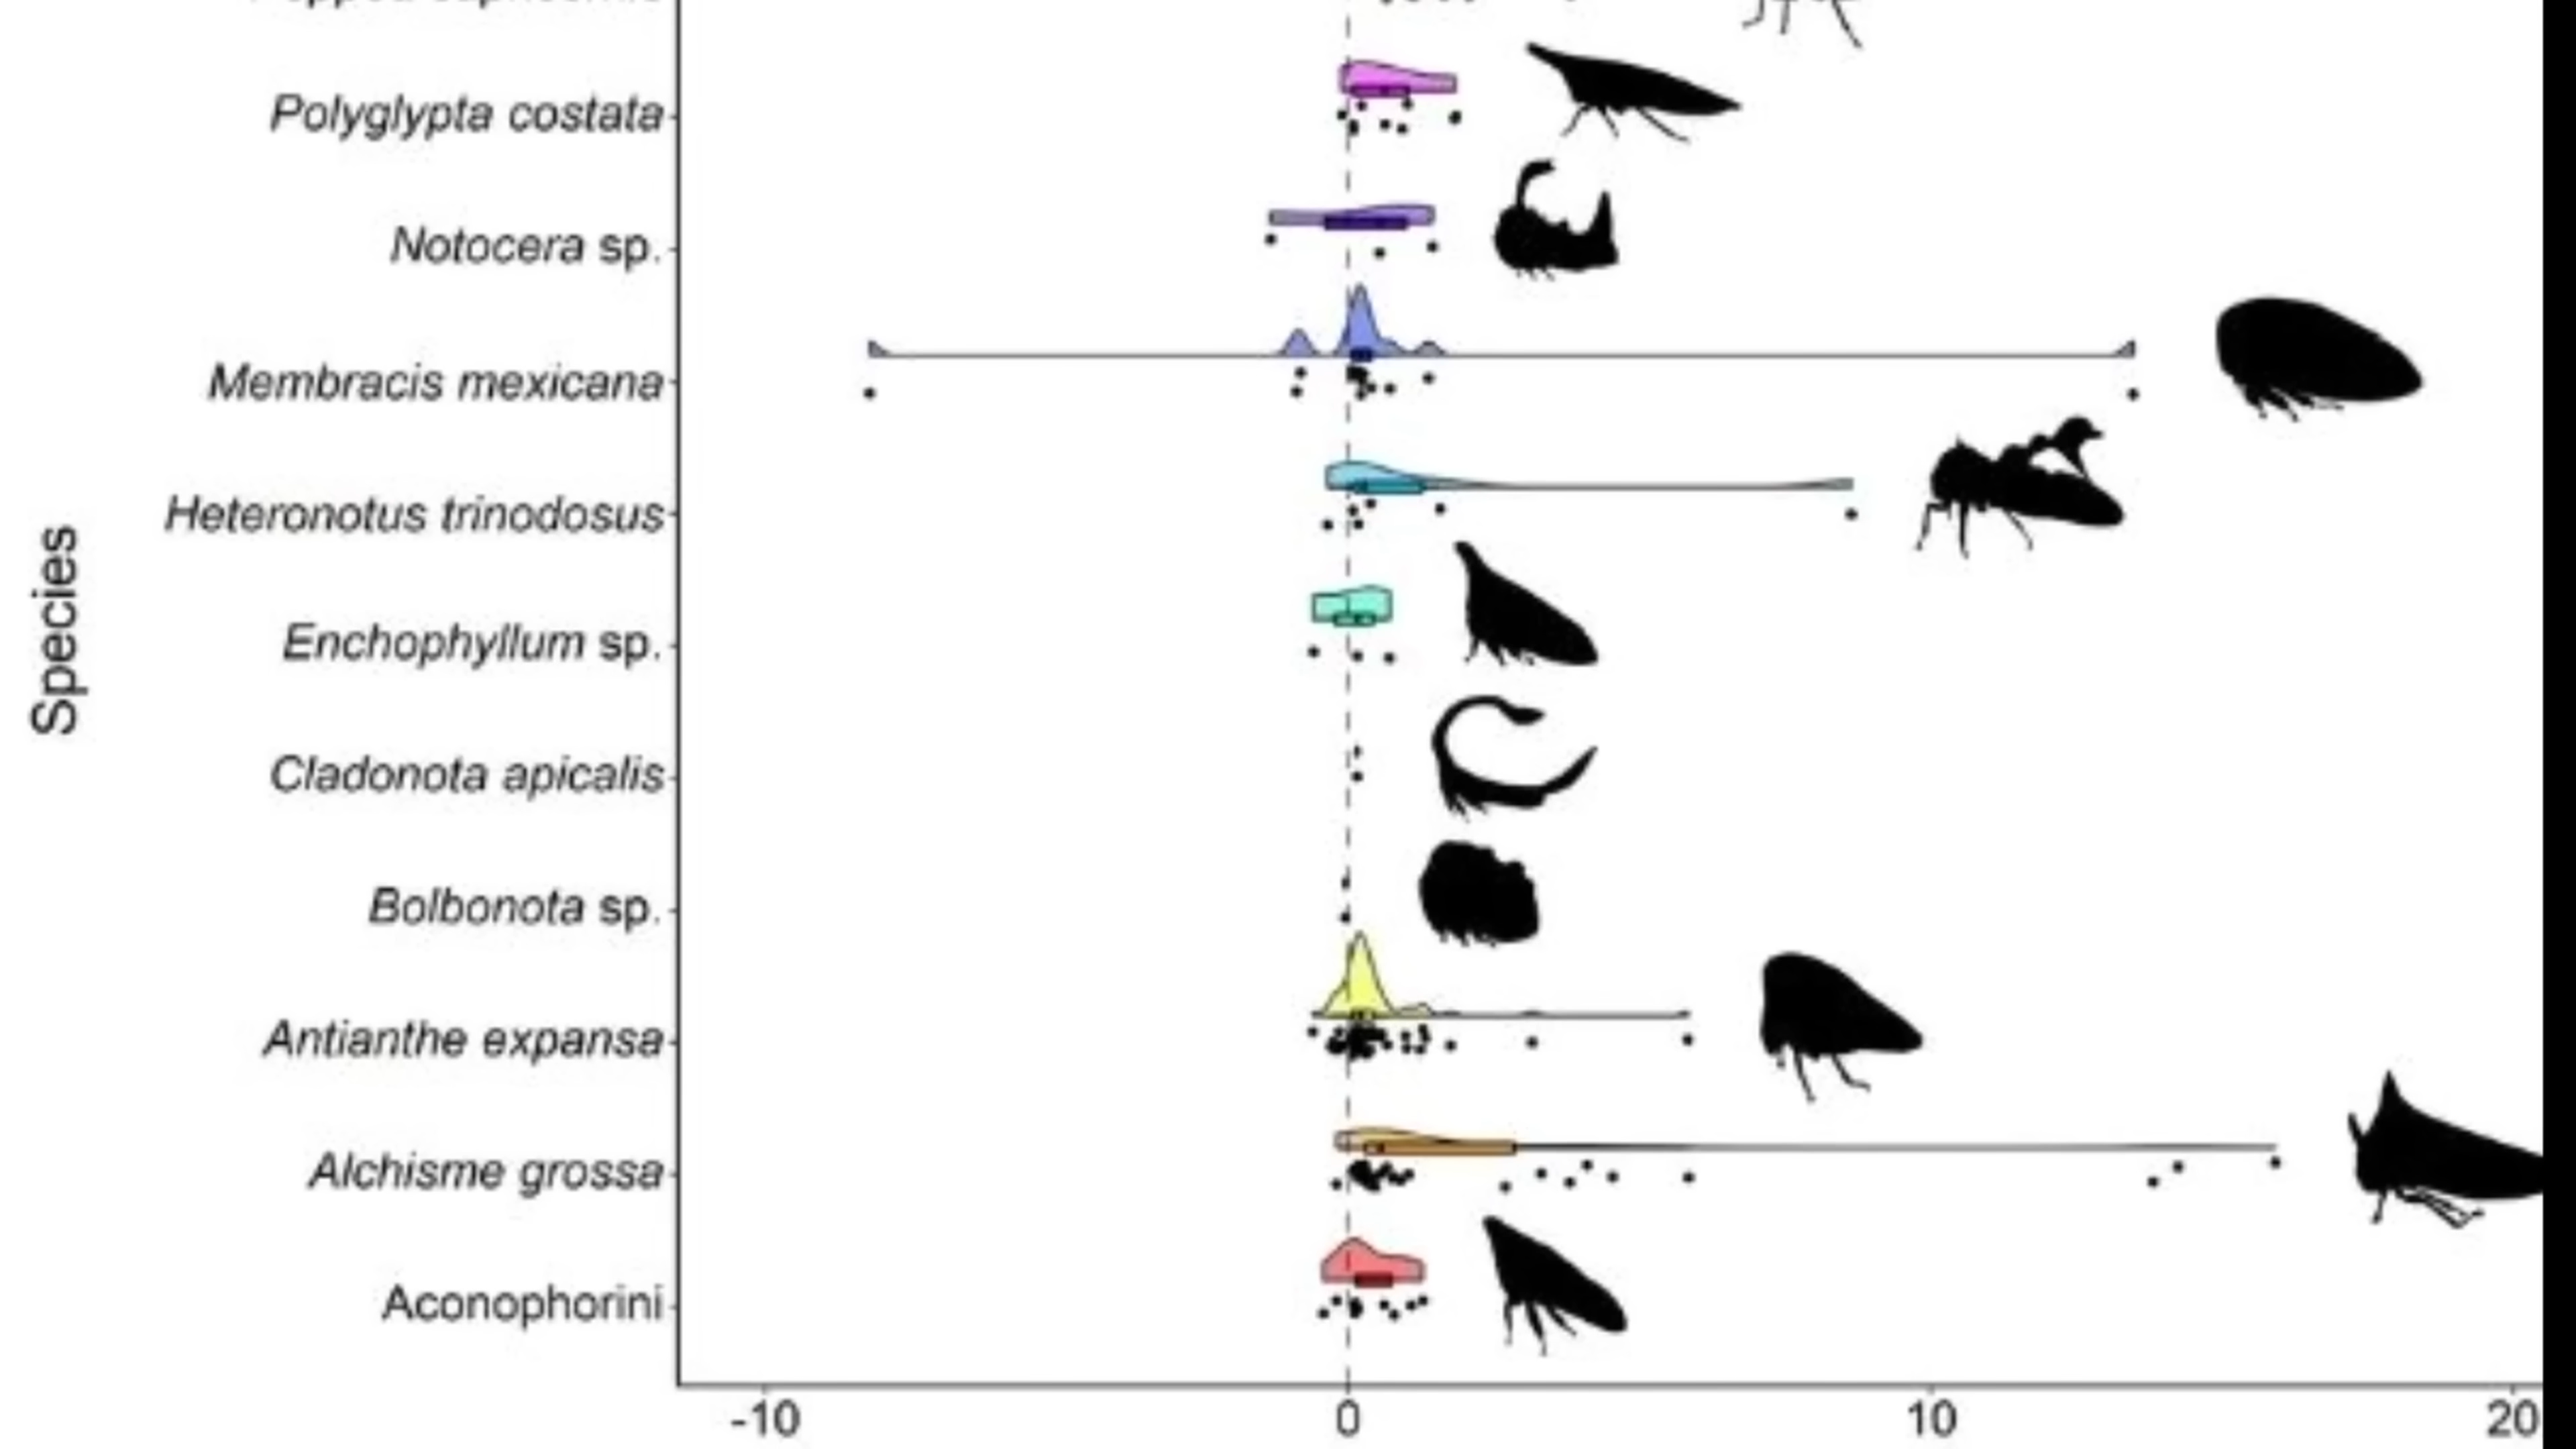 Polyglypta costata
Notocera sp.
Membracis mexicana
Heteronotus trinodosus
Enchophyllum sp.
Cladonota apicalis
Bolbonota sp.
Antianthe expansa
Alchisme grossa
Aconophorini
Species
-10 0 10 20